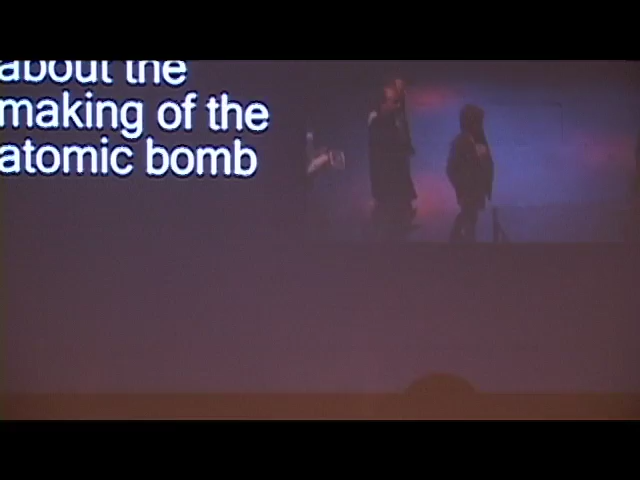 about the
making of the
atomic bomb